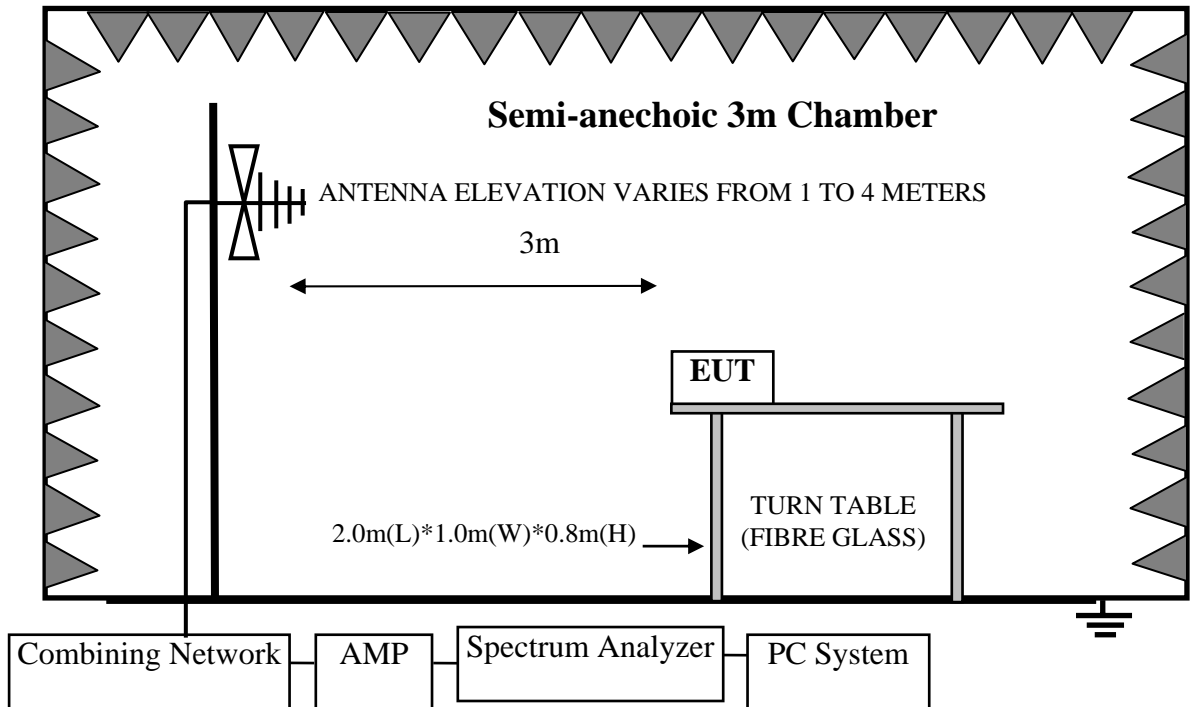 Semi-anechoic 3m Chamber
ANTENNA ELEVATION VARIES FROM 1 TO 4 METERS
3m
EUT
TURN TABLE
(FIBRE GLASS)
2.0m(L)*1.0m(W)*0.8m(H)
Combining Network
AMP
Spectrum Analyzer
PC System